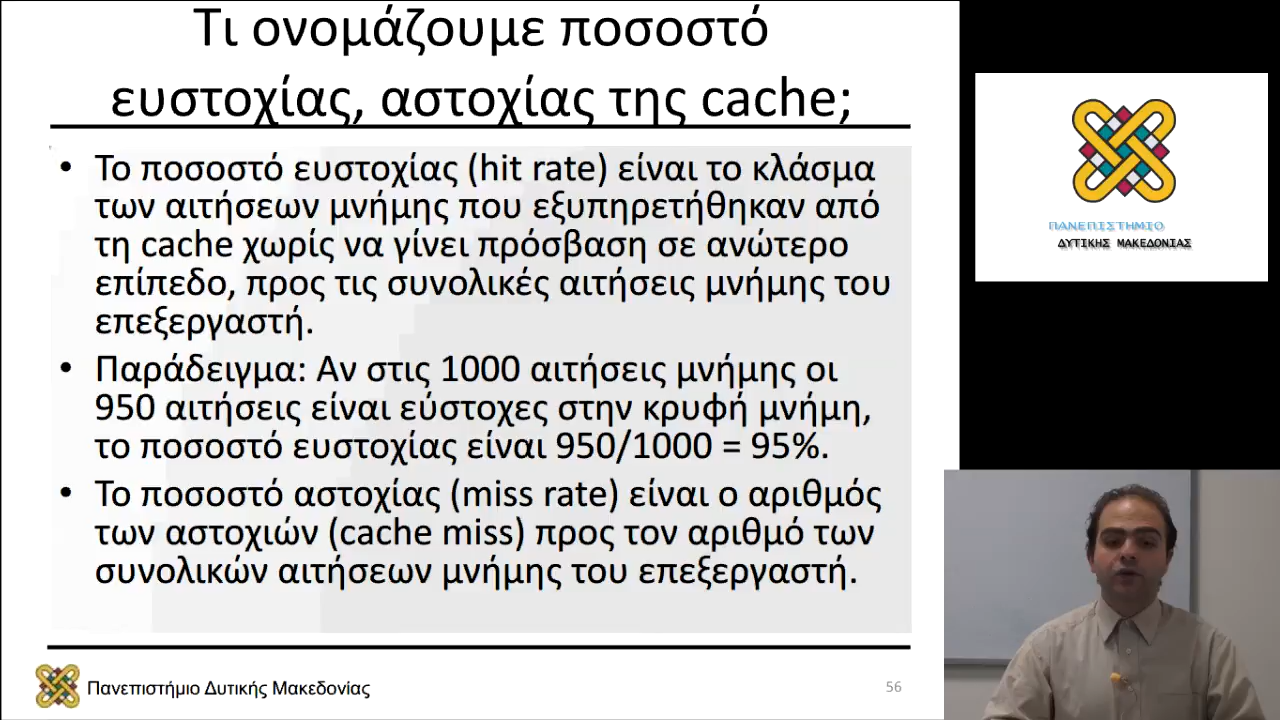 Τι ονομάζουμε ποσοστό
ευστοχίας, αστοχίας της cache;
• Το ποσοστό ευστοχίας (hit rate) είναι το κλάσμα
των αιτήσεων μνήμης που εξυπηρετήθηκαν από
τη cache χωρίς να γίνει πρόσβαση σε ανώτερο
επίπεδο, προς τις συνολικές αιτήσεις μνήμης του
επεξεργαστή.
• Παράδειγμα: Αν στις 1000 αιτήσεις μνήμης οι
950 αιτήσεις είναι εύστοχες στην κρυφή μνήμη,
το ποσοστό ευστοχίας είναι 950/1000 = 95%.
• Το ποσοστό αστοχίας (miss rate) είναι ο αριθμός
των αστοχιών (cache miss) προς τον αριθμό των
συνολικών αιτήσεων μνήμης του επεξεργαστή.
Πανεπιστήμιο Δυτικής Μακεδονίας
56
ΠΑΝΕΠΙΣΤΗΜΙΟ
ΔΥΤΙΚΗΣ ΜΑΚΕΔΟΝΙΑΣ